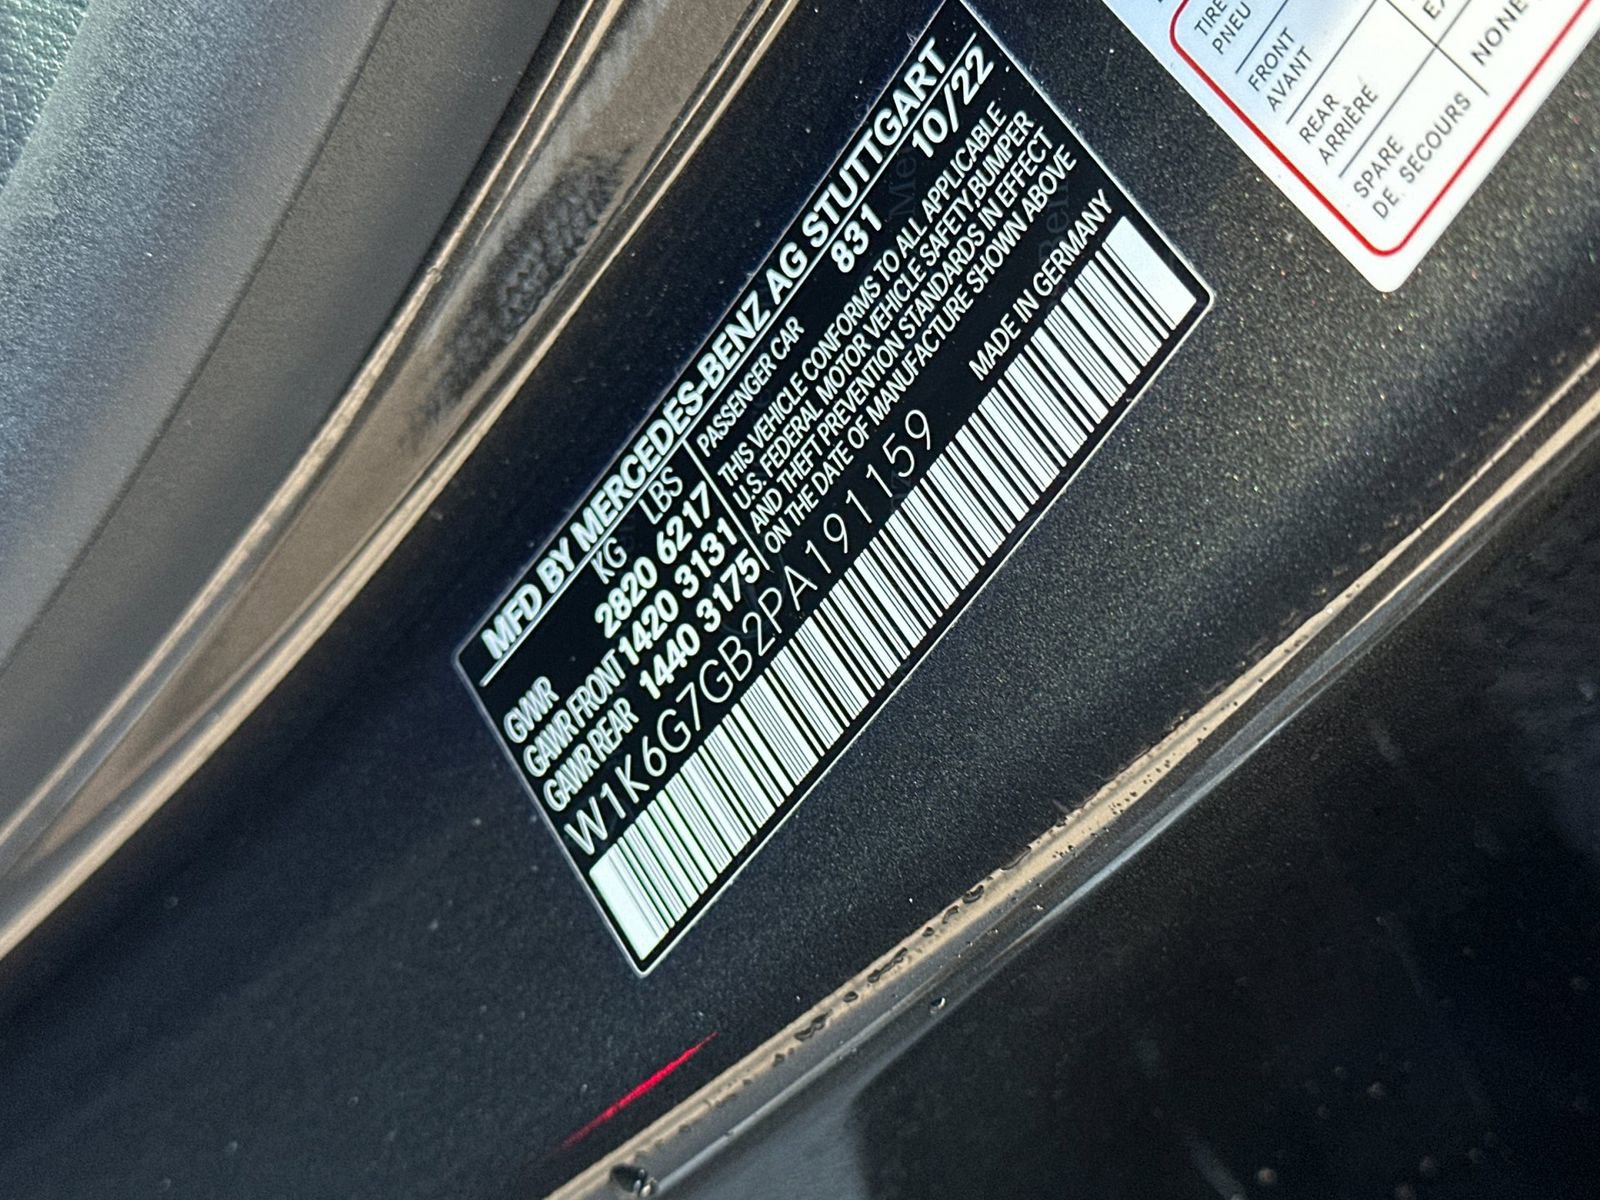 MFD BY MERCEDES-BENZ AG STUTTGART
KG LBS 831 10/22
GVWR 2820 6217
GAWR FRONT 1420 3131
GAWR REAR 1440 3175
PASSENGER CAR
THIS VEHICLE CONFORMS TO ALL APPLICABLE
U.S. FEDERAL MOTOR VEHICLE SAFETY,BUMPER
AND THEFT PREVENTION STANDARDS IN EFFECT
ON THE DATE OF MANUFACTURE SHOWN ABOVE
MADE IN GERMANY
W1K6G7GB2PA191159
TIRE
PNEU
FRONT
AVANT
REAR
ARRIÈRE
SPARE
DE. SECOURS
NONE